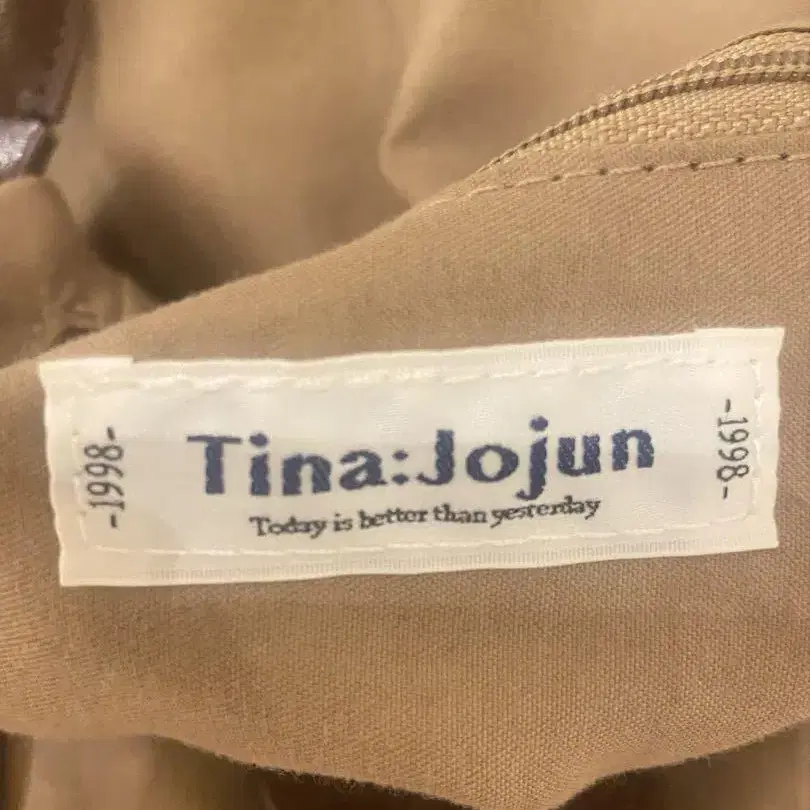 -1998-
Tina:Jojun
Today is better than yesterday
-1998-